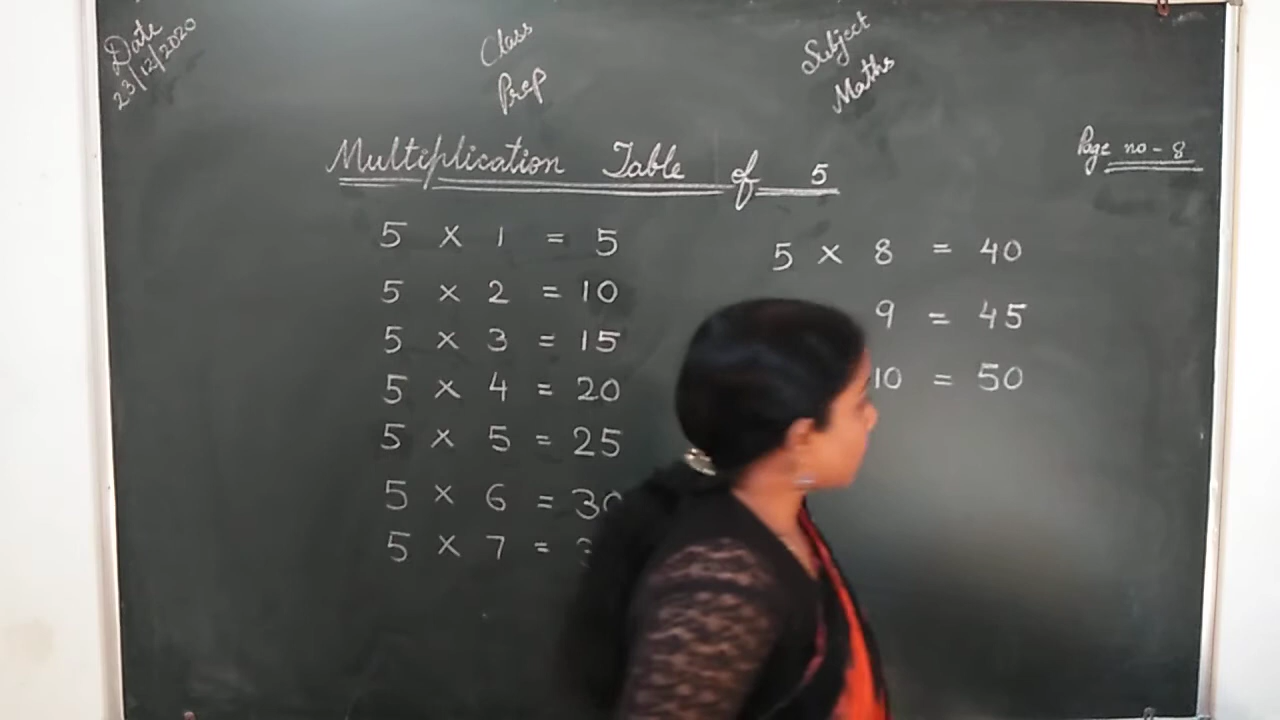 Date
23/12/2020
Class
Prep
Subject
Maths
Page no - 8
Multiplication Table of 5
5 × 1 = 5
5 × 2 = 10
5 × 3 = 15
5 × 4 = 20
5 × 5 = 25
5 × 6 = 30
5 × 7 =
5 × 8 = 40
9 = 45
10 = 50